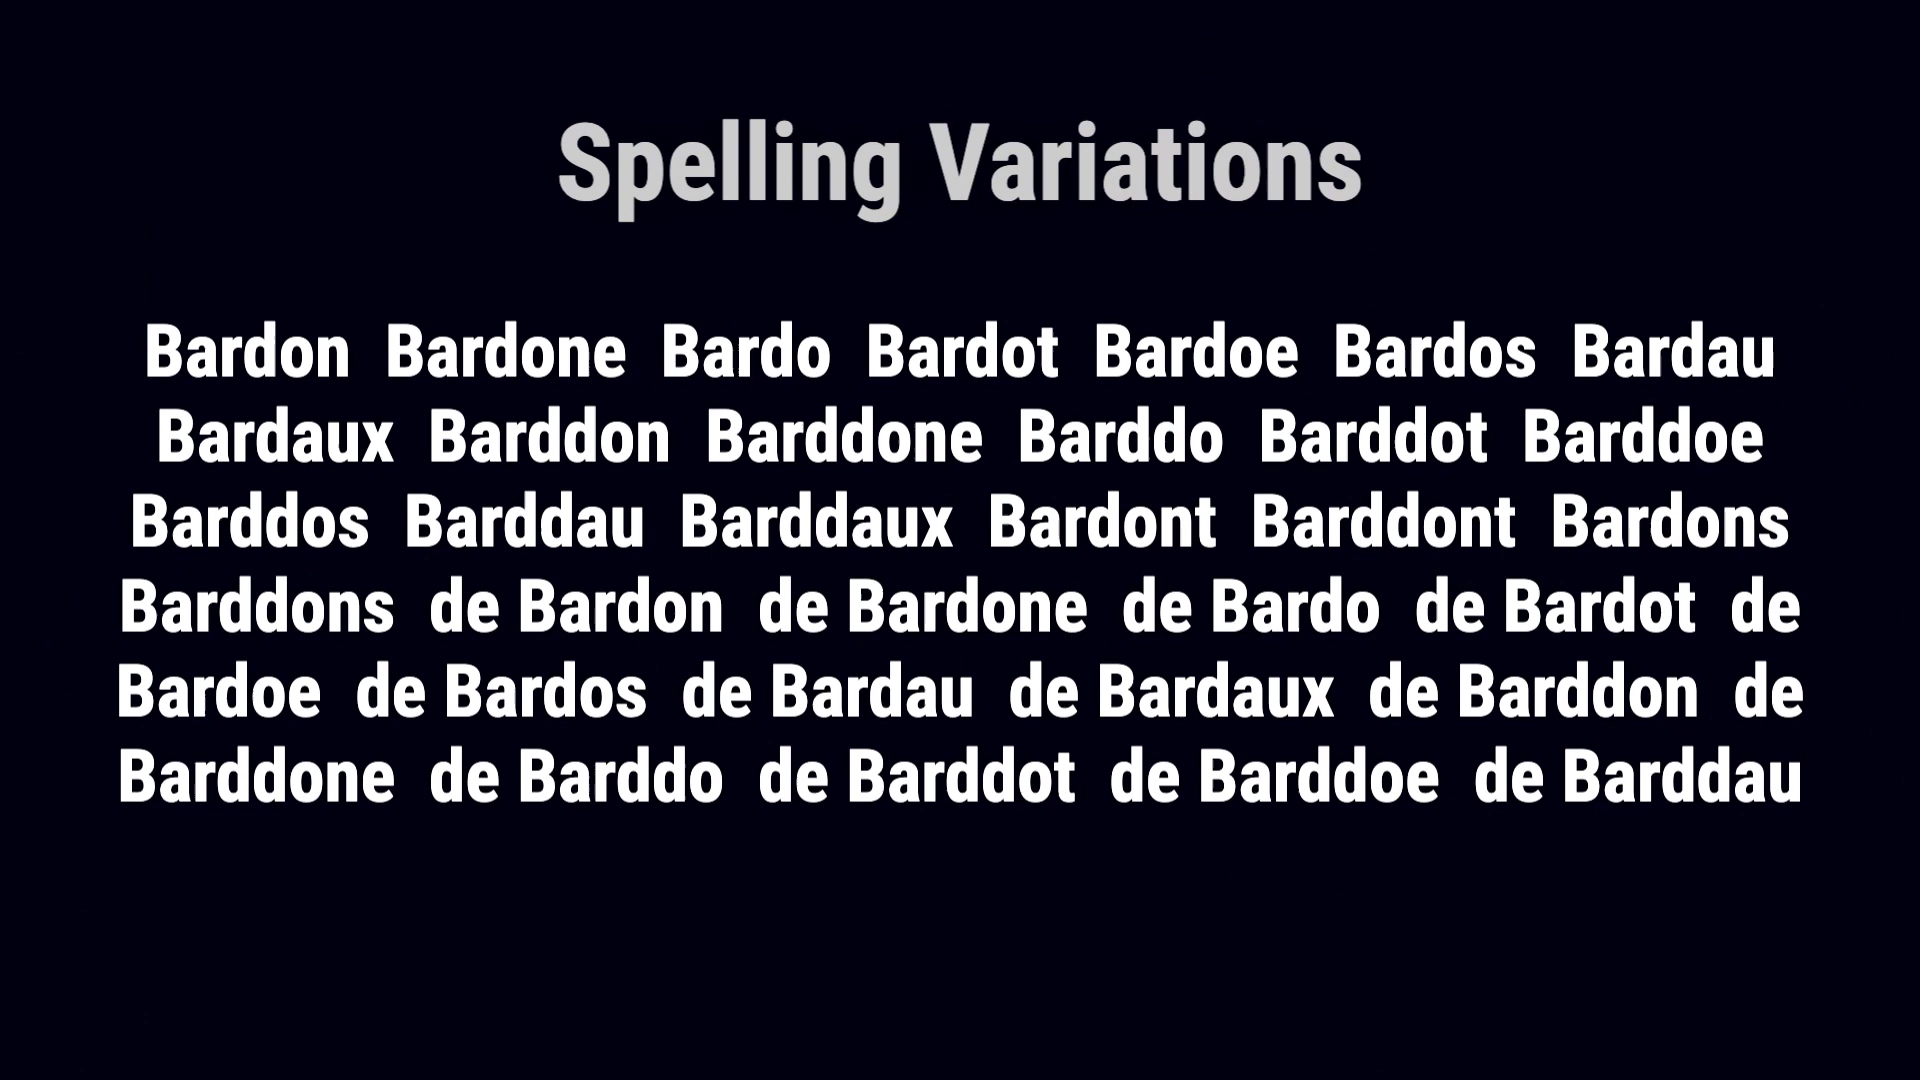 Spelling Variations
Bardon Bardone Bardo Bardot Bardoe Bardos Bardau
Bardaux Barddon Barddone Barddo Barddot Barddoe
Barddos Barddau Barddaux Bardont Barddont Bardons
Barddons de Bardon de Bardone de Bardo de Bardot de
Bardoe de Bardos de Bardau de Bardaux de Barddon de
Barddone de Barddo de Barddot de Barddoe de Barddau